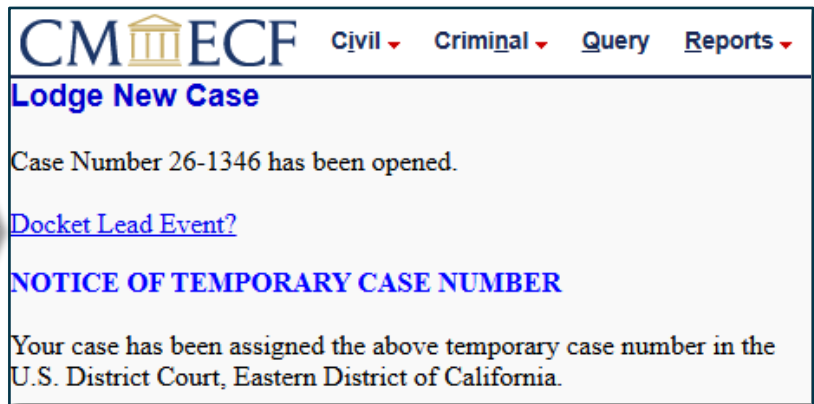 CM ECF Civil Criminal Query Reports
Lodge New Case
Case Number 26-1346 has been opened.
Docket Lead Event?
NOTICE OF TEMPORARY CASE NUMBER
Your case has been assigned the above temporary case number in the
U.S. District Court, Eastern District of California.